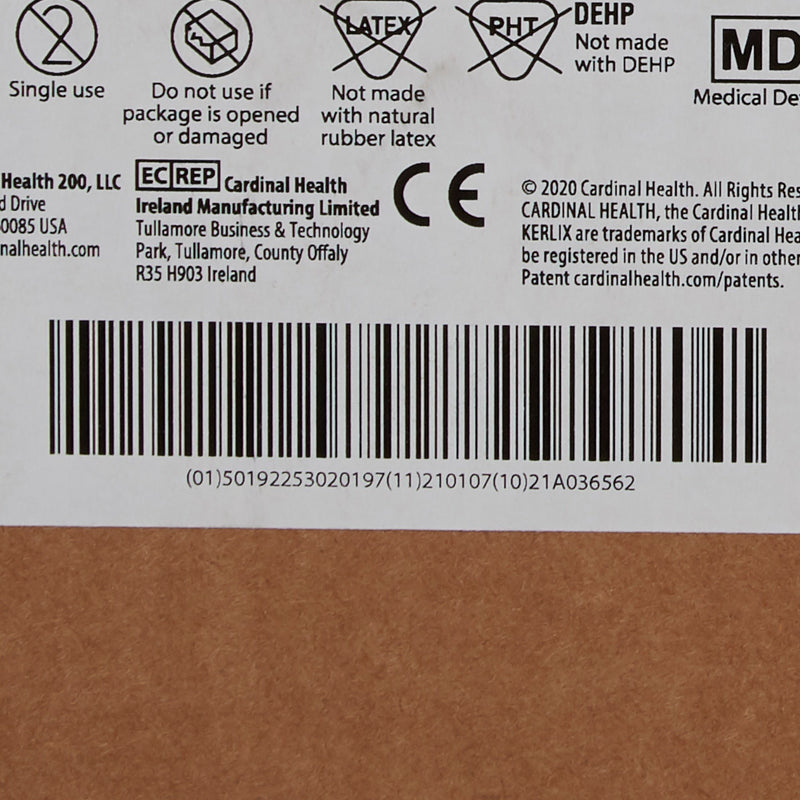 2
Single use
Do not use if
package is opened
or damaged
LATEX
Not made
with natural
rubber latex
PHT
DEHP
Not made
with DEHP
MD
Medical De
Health 200, LLC
d Drive
0085 USA
nalhealth.com
EC REP Cardinal Health
Ireland Manufacturing Limited
Tullamore Business & Technology
Park, Tullamore, County Offaly
R35 H903 Ireland
CE
© 2020 Cardinal Health. All Rights Res
CARDINAL HEALTH, the Cardinal Health
KERLIX are trademarks of Cardinal Hea
be registered in the US and/or in other
Patent cardinalhealth.com/patents.
(01)50192253020197(11)210107(10)21A036562